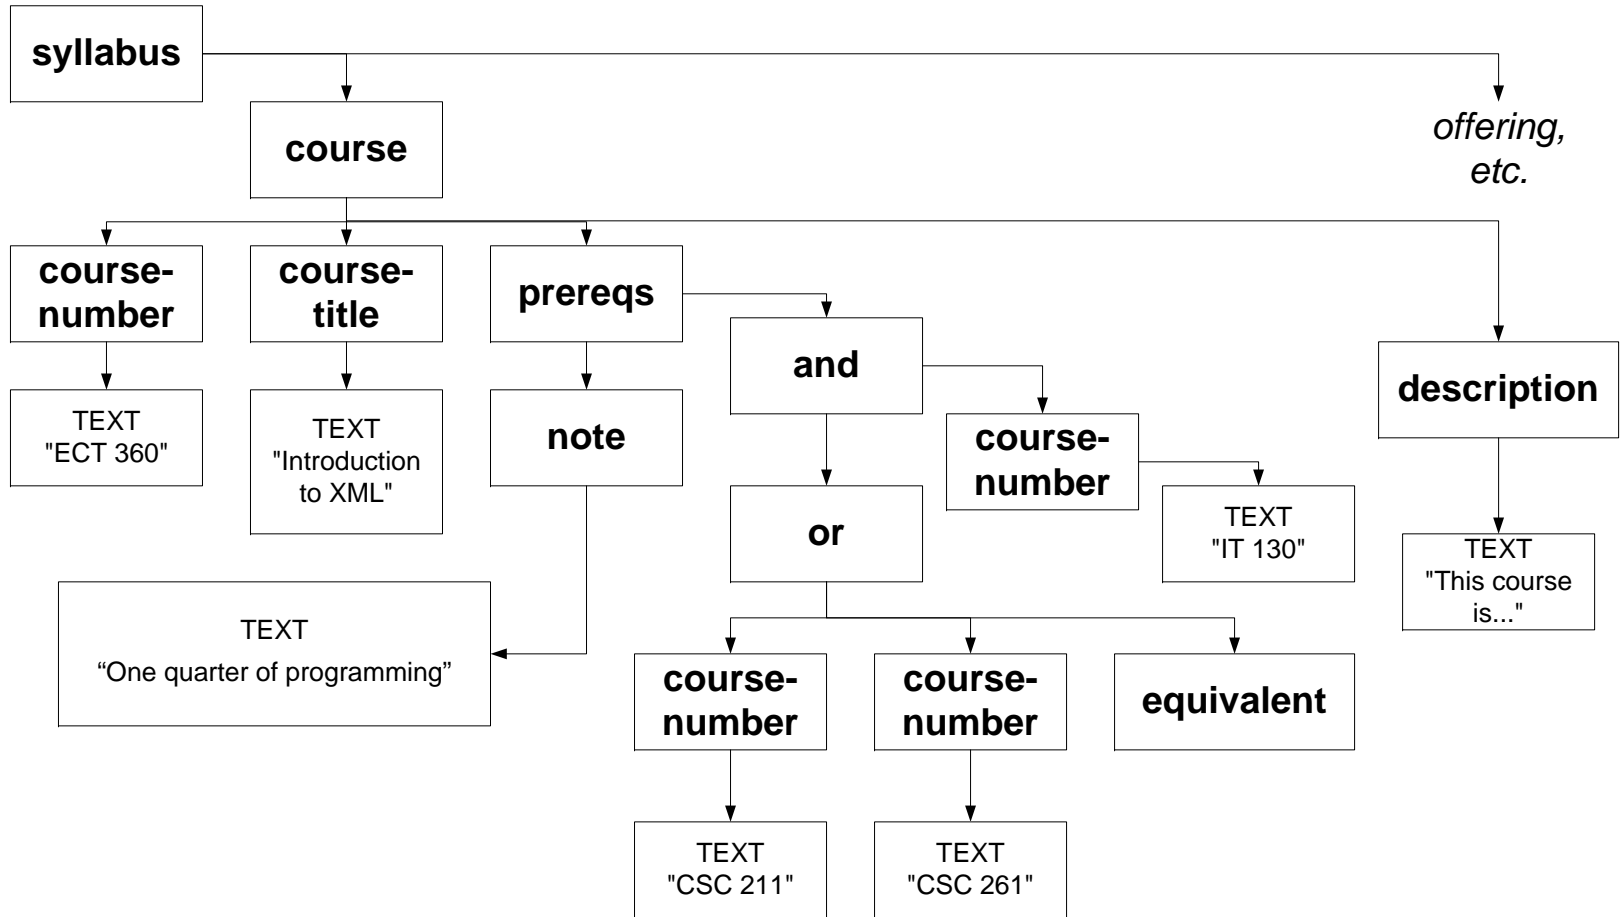 syllabus
course
offering,
etc.
course-
number
course-
title
prereqs
and
description
TEXT
"ECT 360"
TEXT
"Introduction
to XML"
note
course-
number
or
TEXT
"IT 130"
TEXT
"This course
is..."
TEXT
“One quarter of programming”
course-
number
course-
number
equivalent
TEXT
"CSC 211"
TEXT
"CSC 261"